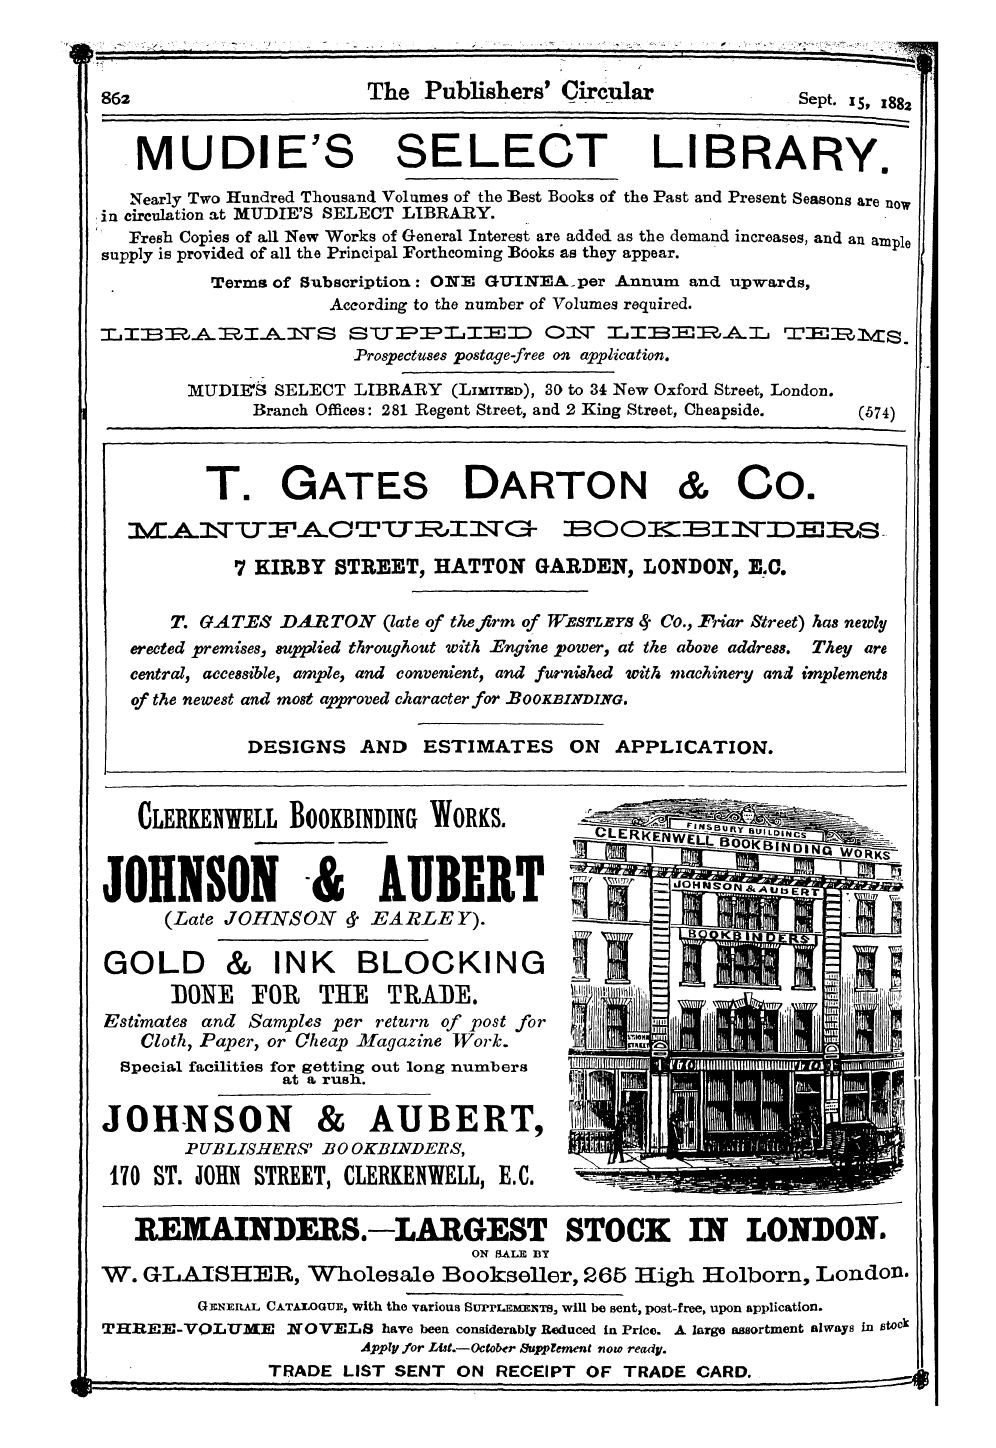 862 The Publishers' Circular Sept. 15, 1882
MUDIE'S SELECT LIBRARY.
Nearly Two Hundred Thousand Volumes of the Best Books of the Past and Present Seasons are now
in circulation at MUDIE'S SELECT LIBRARY.
Fresh Copies of all New Works of General Interest are added as the demand increases, and an ample
supply is provided of all the Principal Forthcoming Books as they appear.
Terms of Subscription: ONE GUINEA per Annum and upwards,
According to the number of Volumes required.
LIBRARIANS SUPPLIED ON LIBERAL TERMS.
Prospectuses postage-free on application.
MUDIE'S SELECT LIBRARY (LIMITED), 30 to 34 New Oxford Street, London.
Branch Offices: 281 Regent Street, and 2 King Street, Cheapside. (574)
T. GATES DARTON & CO.
MANUFACTURING BOOKBINDERS
7 KIRBY STREET, HATTON GARDEN, LONDON, E.C.
T. GATES DARTON (late of the firm of WESTLEYS & Co., Friar Street) has newly
erected premises, supplied throughout with Engine power, at the above address. They are
central, accessible, ample, and convenient, and furnished with machinery and implements
of the newest and most approved character for BOOKBINDING.
DESIGNS AND ESTIMATES ON APPLICATION.
CLERKENWELL BOOKBINDING WORKS.
JOHNSON & AUBERT
(Late JOHNSON & EARLEY).
GOLD & INK BLOCKING
DONE FOR THE TRADE.
Estimates and Samples per return of post for
Cloth, Paper, or Cheap Magazine Work.
Special facilities for getting out long numbers
at a rush.
JOHNSON & AUBERT,
PUBLISHERS' BOOKBINDERS,
170 ST. JOHN STREET, CLERKENWELL, E.C.
FINSBURY BUILDINGS
CLERKENWELL BOOKBINDING WORKS
JOHNSON & AUBERT
BOOKBINDERS
ST JOHN
STREET
170 170
REMAINDERS.—LARGEST STOCK IN LONDON.
ON SALE BY
W. GLAISHER, Wholesale Bookseller, 265 High Holborn, London.
GENERAL CATALOGUE, with the various SUPPLEMENTS, will be sent, post-free, upon application.
THREE-VOLUME NOVELS have been considerably Reduced in Price. A large assortment always in stock
Apply for List.—October Supplement now ready.
TRADE LIST SENT ON RECEIPT OF TRADE CARD.